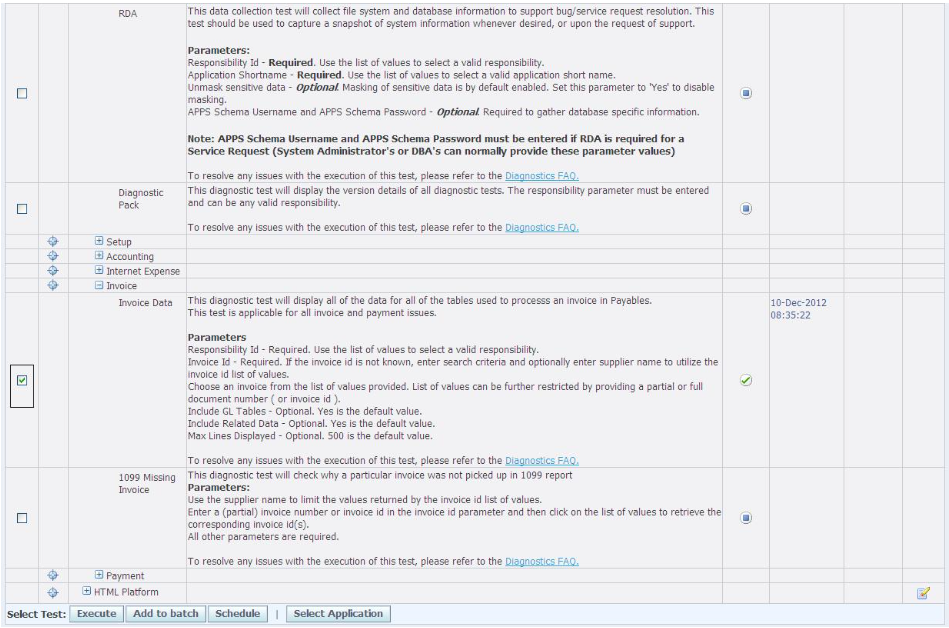 RDA
This data collection test will collect file system and database information to support bug/service request resolution. This
test should be used to capture a snapshot of system information whenever desired, or upon the request of support.
Parameters:
Responsibility Id - Required. Use the list of values to select a valid responsibility.
Application Shortname - Required. Use the list of values to select a valid application short name.
Unmask sensitive data - Optional. Masking of sensitive data is by default enabled. Set this parameter to 'Yes' to disable
masking.
APPS Schema Username and APPS Schema Password - Optional. Required to gather database specific information.
Note: APPS Schema Username and APPS Schema Password must be entered if RDA is required for a
Service Request (System Administrator's or DBA's can normally provide these parameter values)
To resolve any issues with the execution of this test, please refer to the Diagnostics FAQ.
Diagnostic
Pack
This diagnostic test will display the version details of all diagnostic tests. The responsibility parameter must be entered
and can be any valid responsibility.
To resolve any issues with the execution of this test, please refer to the Diagnostics FAQ.
Setup
Accounting
Internet Expense
Invoice
Invoice Data
This diagnostic test will display all of the data for all of the tables used to processs an invoice in Payables.
This test is applicable for all invoice and payment issues.
10-Dec-2012
08:35:22
Parameters
Responsibility Id - Required. Use the list of values to select a valid responsibility.
Invoice Id - Required. If the invoice id is not known, enter search criteria and optionally enter supplier name to utilize the
invoice id list of values.
Choose an invoice from the list of values provided. List of values can be further restricted by providing a partial or full
document number ( or invoice id ).
Include GL Tables - Optional. Yes is the default value.
Include Related Data - Optional. Yes is the default value.
Max Lines Displayed - Optional. 500 is the default value.
To resolve any issues with the execution of this test, please refer to the Diagnostics FAQ.
1099 Missing
Invoice
This diagnostic test will check why a particular invoice was not picked up in 1099 report
Parameters:
Use the supplier name to limit the values returned by the invoice id list of values.
Enter a (partial) invoice number or invoice id in the invoice id parameter and then click on the list of values to retrieve the
corresponding invoice id(s).
All other parameters are required.
To resolve any issues with the execution of this test, please refer to the Diagnostics FAQ.
Payment
HTML Platform
Select Test: Execute Add to batch Schedule | Select Application